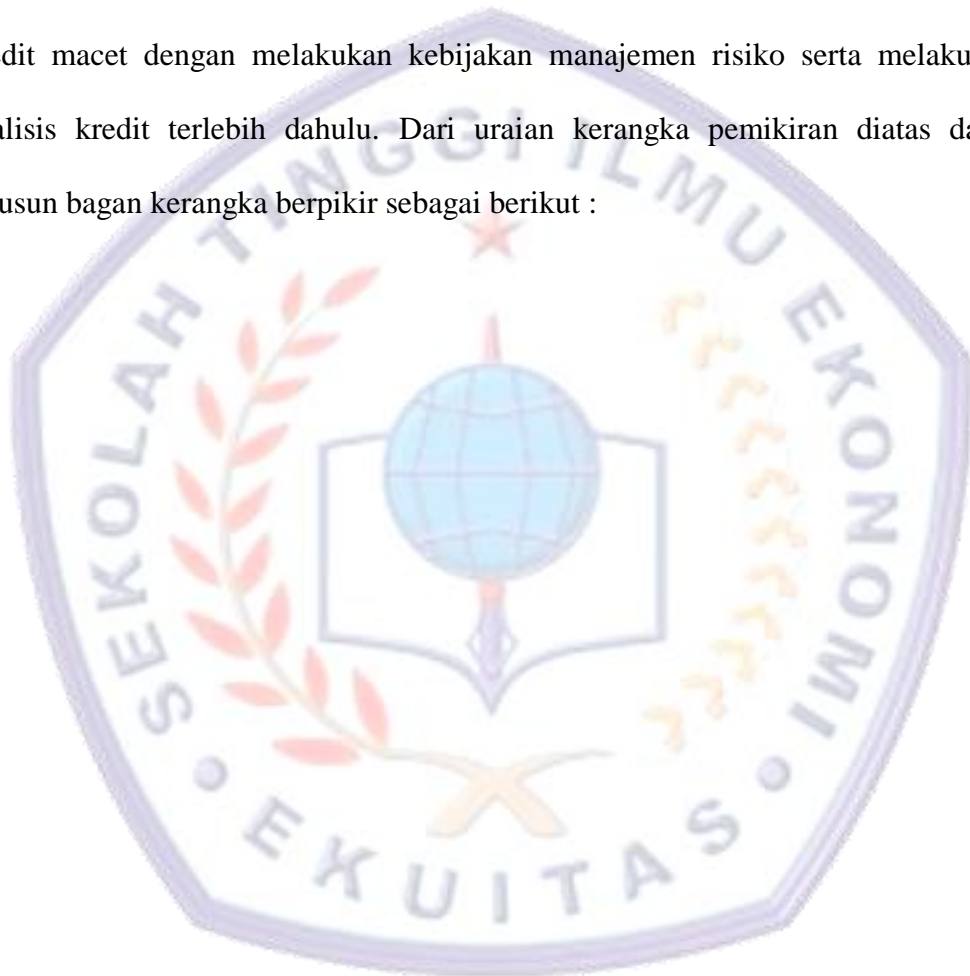 edit macet dengan melakukan kebijakan manajemen risiko serta melaku
alisis kredit terlebih dahulu. Dari uraian kerangka pemikiran diatas da
usun bagan kerangka berpikir sebagai berikut :
SEKOLAH TINGGI ILMU EKONOMI
EKUITAS